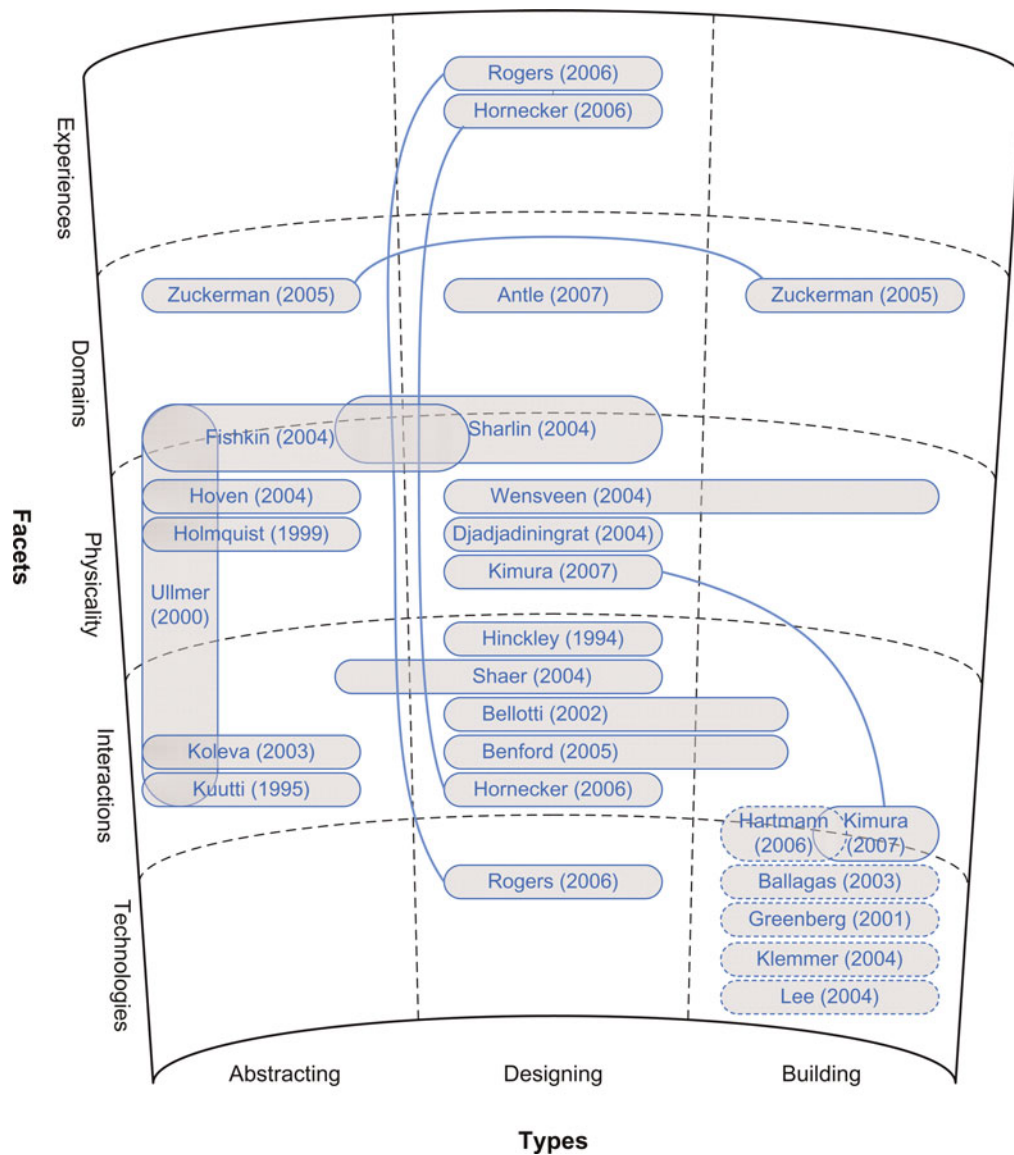 Rogers (2006)
Hornecker (2006)
Experiences
Zuckerman (2005)
Antle (2007)
Zuckerman (2005)
Domains
Fishkin (2004)
Sharlin (2004)
Hoven (2004)
Wensveen (2004)
Holmquist (1999)
Djadjadiningrat (2004)
Kimura (2007)
Ullmer
(2000)
Physicality
Facets
Hinckley (1994)
Shaer (2004)
Bellotti (2002)
Koleva (2003)
Benford (2005)
Kuutti (1995)
Hornecker (2006)
Interactions
Hartmann
(2006)
Kimura
(2007)
Rogers (2006)
Ballagas (2003)
Greenberg (2001)
Klemmer (2004)
Lee (2004)
Technologies
Abstracting
Designing
Building
Types